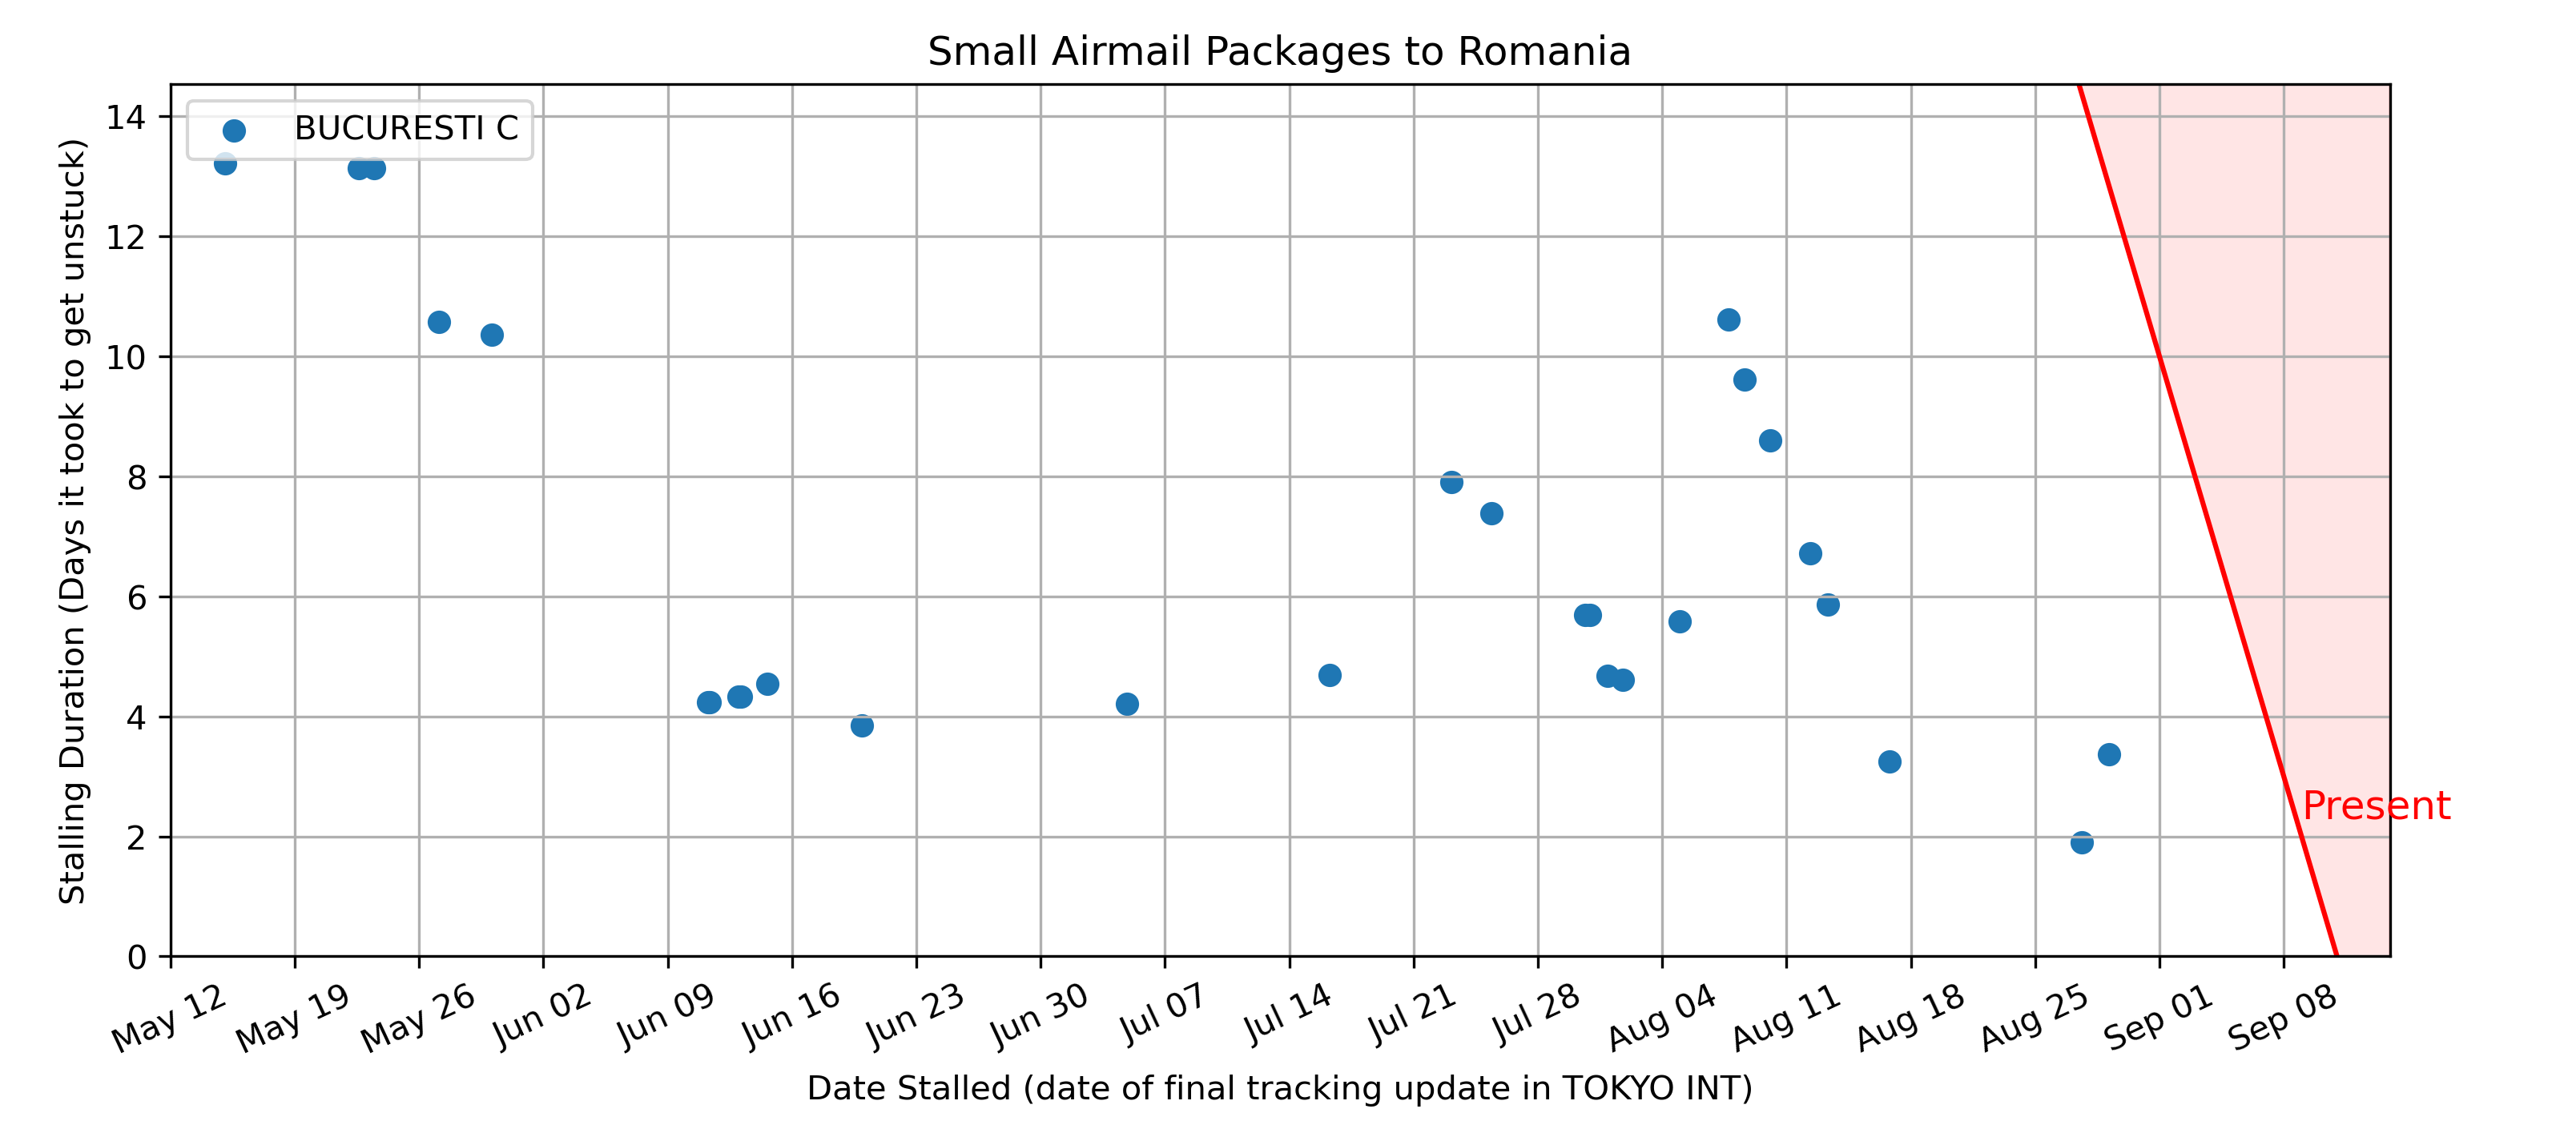 Small Airmail Packages to Romania
BUCURESTI C
Stalling Duration (Days it took to get unstuck)
14
12
10
8
6
4
2
0
Present
May 12
May 19
May 26
Jun 02
Jun 09
Jun 16
Jun 23
Jun 30
Jul 07
Jul 14
Jul 21
Jul 28
Aug 04
Aug 11
Aug 18
Aug 25
Sep 01
Sep 08
Date Stalled (date of final tracking update in TOKYO INT)